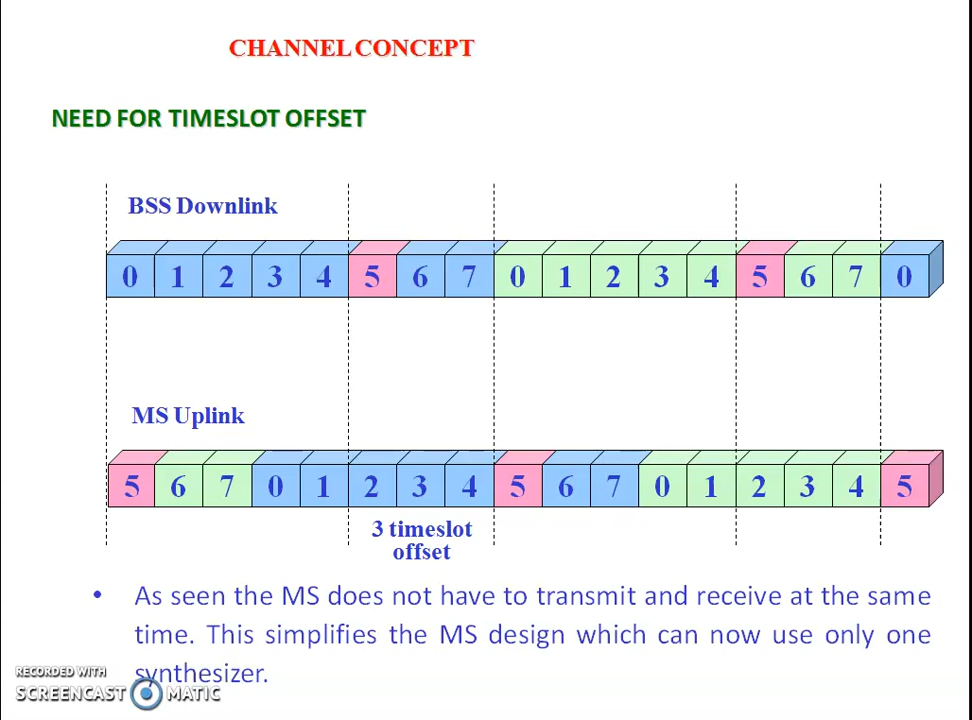 CHANNEL CONCEPT
NEED FOR TIMESLOT OFFSET
BSS Downlink
0 1 2 3 4 5 6 7 0 1 2 3 4 5 6 7 0
MS Uplink
5 6 7 0 1 2 3 4 5 6 7 0 1 2 3 4 5
3 timeslot
offset
• As seen the MS does not have to transmit and receive at the same
time. This simplifies the MS design which can now use only one
synthesizer.
RECORDED WITH
SCREENCAST MATIC